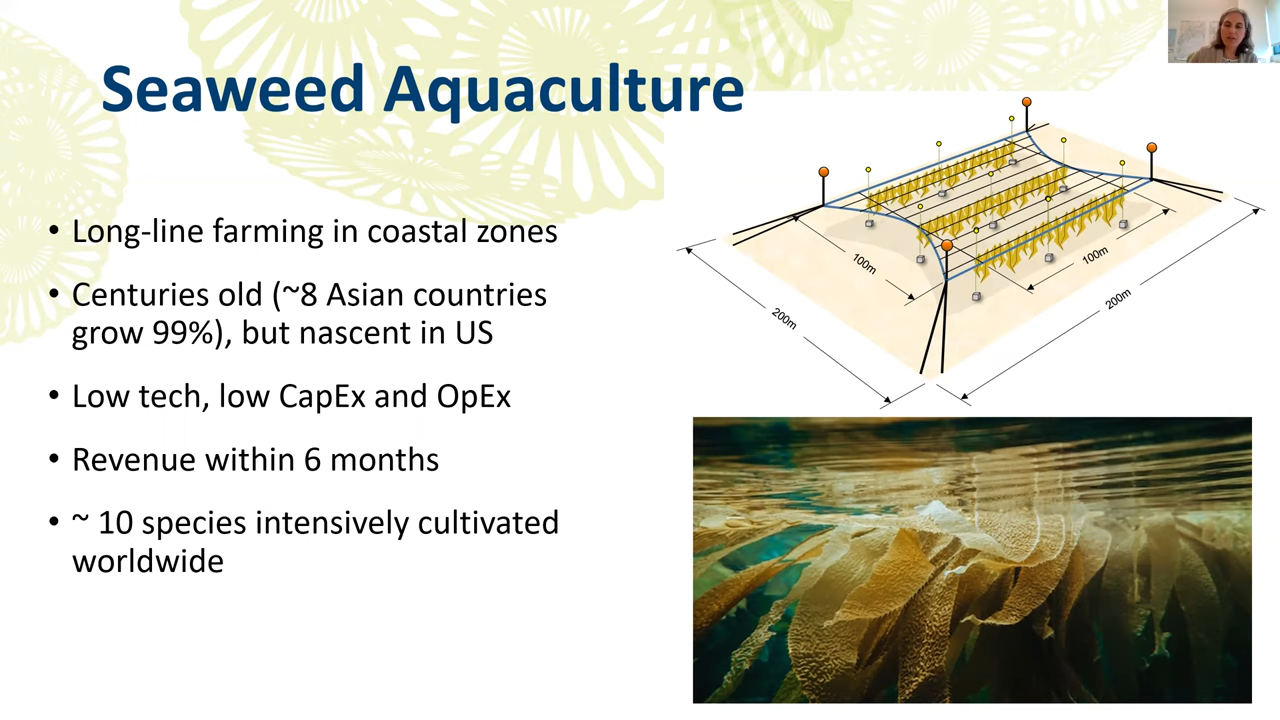 Seaweed Aquaculture
• Long-line farming in coastal zones
• Centuries old (~8 Asian countries
grow 99%), but nascent in US
• Low tech, low CapEx and OpEx
• Revenue within 6 months
• ~ 10 species intensively cultivated
worldwide
100m
100m
200m
200m